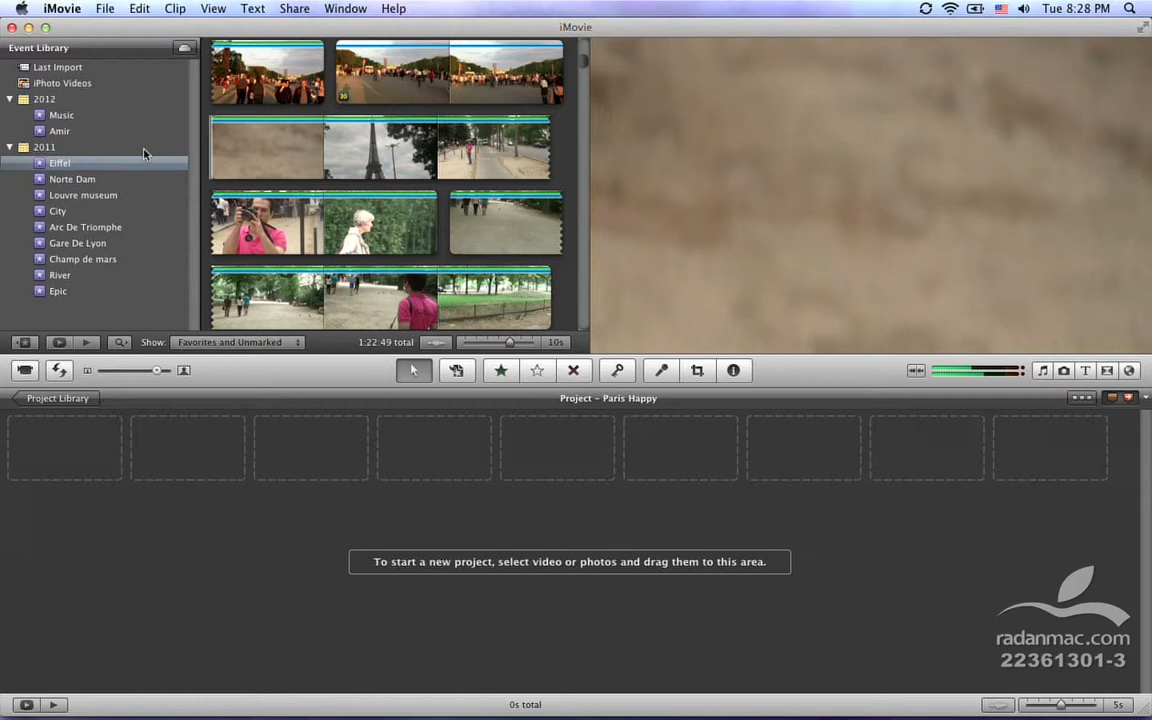 iMovie File Edit Clip View Text Share Window Help Tue 8:28 PM
iMovie
Event Library
Last Import
iPhoto Videos
2012
Music
Amir
2011
Eiffel
Norte Dam
Louvre museum
City
Arc De Triomphe
Gare De Lyon
Champ de mars
River
Epic
Show: Favorites and Unmarked 1:22:49 total 10s
Project Library Project - Paris Happy
To start a new project, select video or photos and drag them to this area.
radanmac.com
22361301-3
0s total 5s